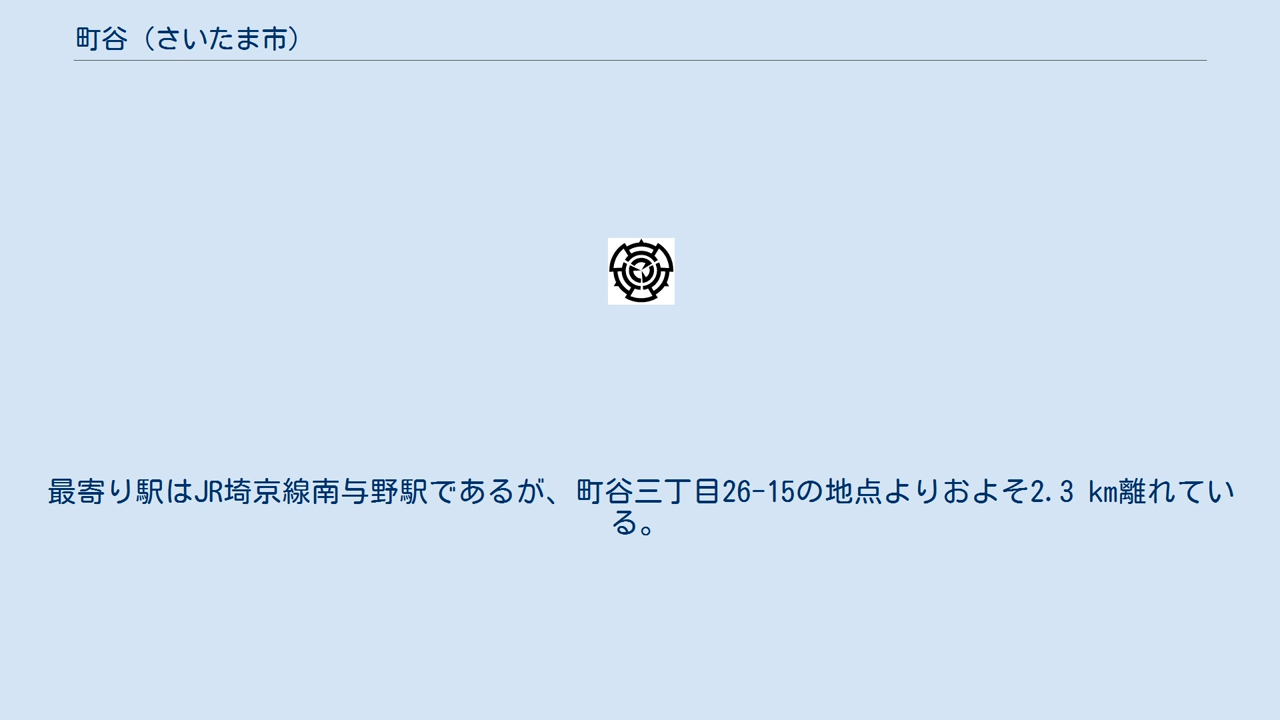 町谷（さいたま市）
最寄り駅はJR埼京線南与野駅であるが、町谷三丁目26-15の地点よりおよそ2.3 km離れてい
る。